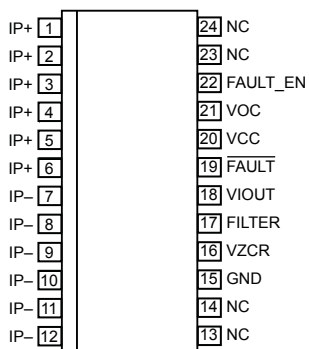 IP+ 1 24 NC
IP+ 2 23 NC
IP+ 3 22 FAULT_EN
IP+ 4 21 VOC
IP+ 5 20 VCC
IP+ 6 19 FAULT
IP– 7 18 VIOUT
IP– 8 17 FILTER
IP– 9 16 VZCR
IP– 10 15 GND
IP– 11 14 NC
IP– 12 13 NC